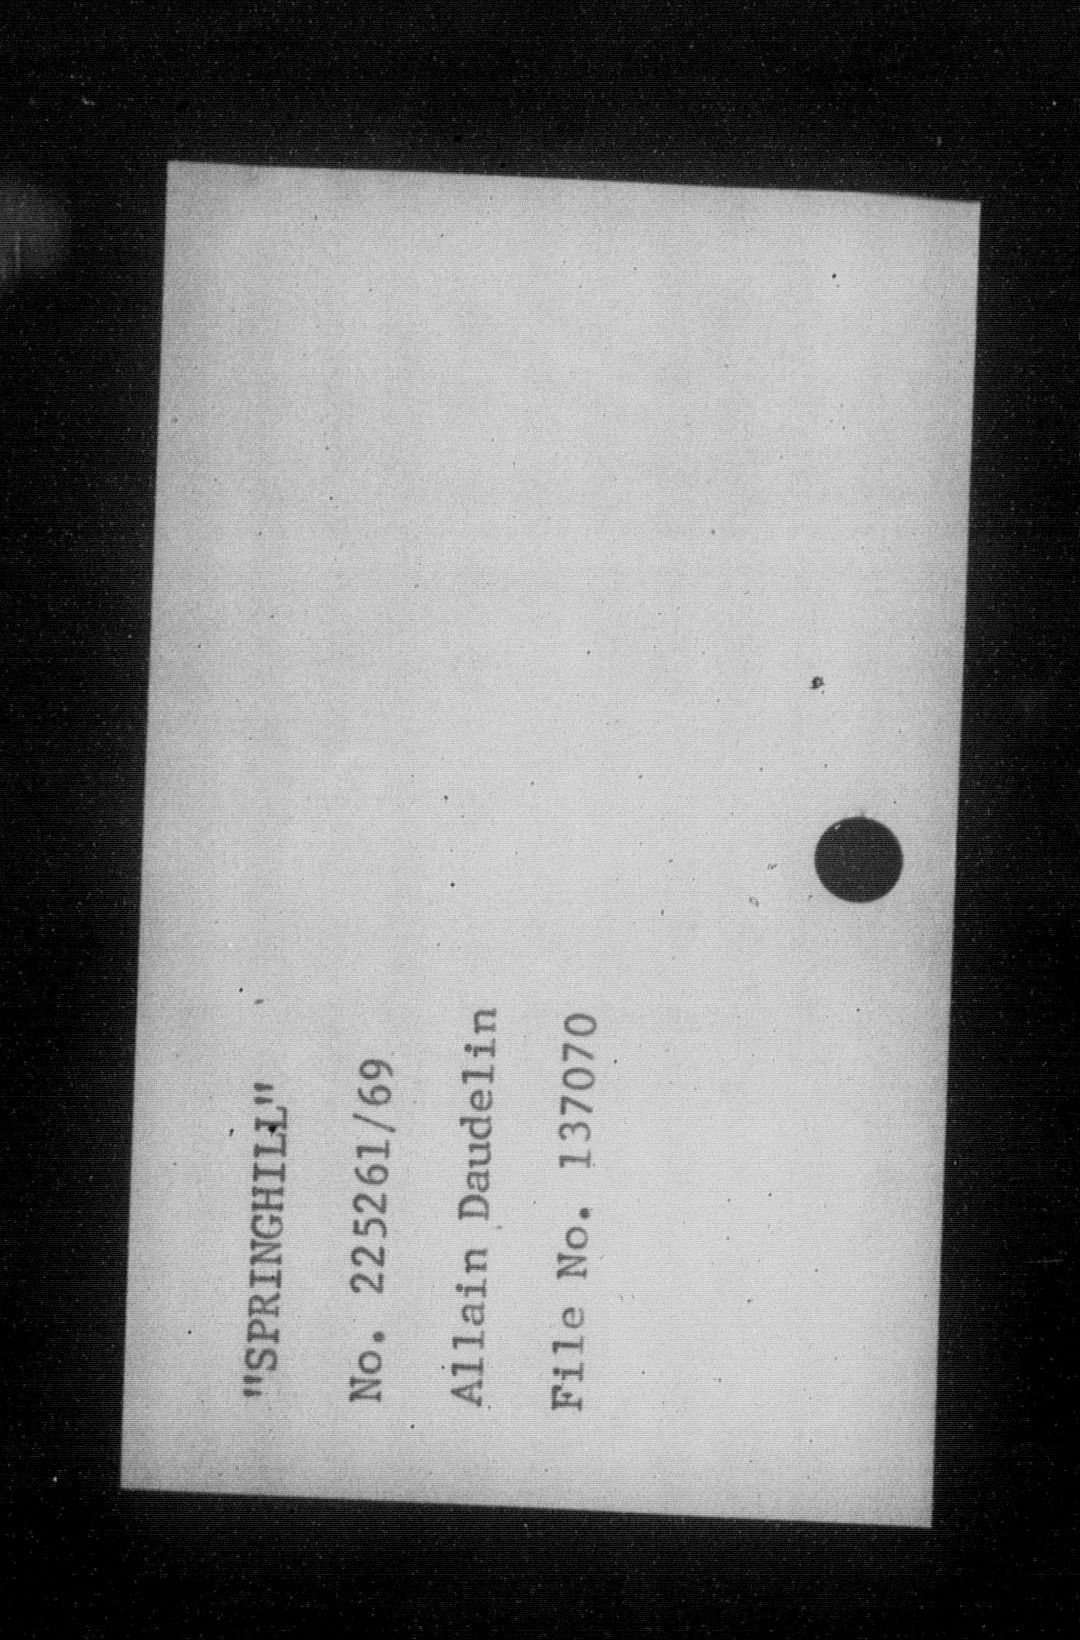 "SPRINGHILL"
No. 225261/69
Allain Daudelin
File No. 137070